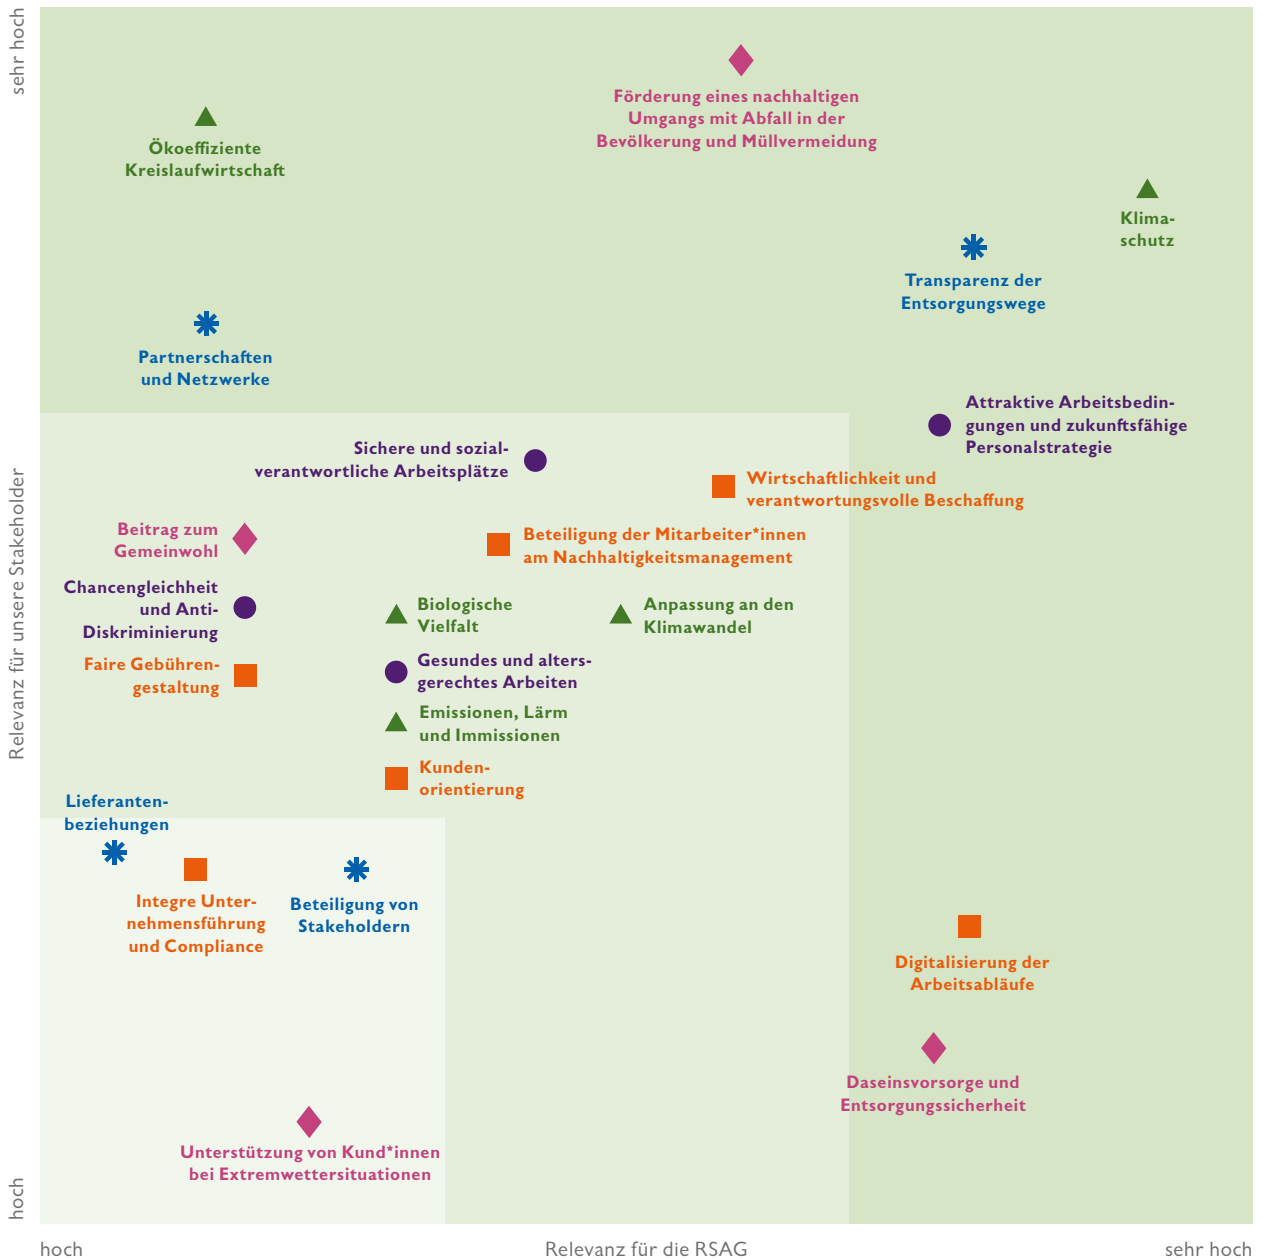 sehr hoch
Förderung eines nachhaltigen
Umgangs mit Abfall in der
Bevölkerung und Müllvermeidung
Ökoeffiziente
Kreislaufwirtschaft
Klima-
schutz
Transparenz der
Entsorgungswege
Partnerschaften
und Netzwerke
Attraktive Arbeitsbedin-
gungen und zukunftsfähige
Personalstrategie
Sichere und sozial-
verantwortliche Arbeitsplätze
Wirtschaftlichkeit und
verantwortungsvolle Beschaffung
Beitrag zum
Gemeinwohl
Beteiligung der Mitarbeiter*innen
am Nachhaltigkeitsmanagement
Chancengleichheit
und Anti-
Diskriminierung
Biologische
Vielfalt
Anpassung an den
Klimawandel
Faire Gebühren-
gestaltung
Gesundes und alters-
gerechtes Arbeiten
Emissionen, Lärm
und Immissionen
Kunden-
orientierung
Relevanz für unsere Stakeholder
Lieferanten-
beziehungen
Integre Unter-
nehmensführung
und Compliance
Beteiligung von
Stakeholdern
Digitalisierung der
Arbeitsabläufe
Daseinsvorsorge und
Entsorgungssicherheit
Unterstützung von Kund*innen
bei Extremwettersituationen
hoch
hoch
Relevanz für die RSAG
sehr hoch